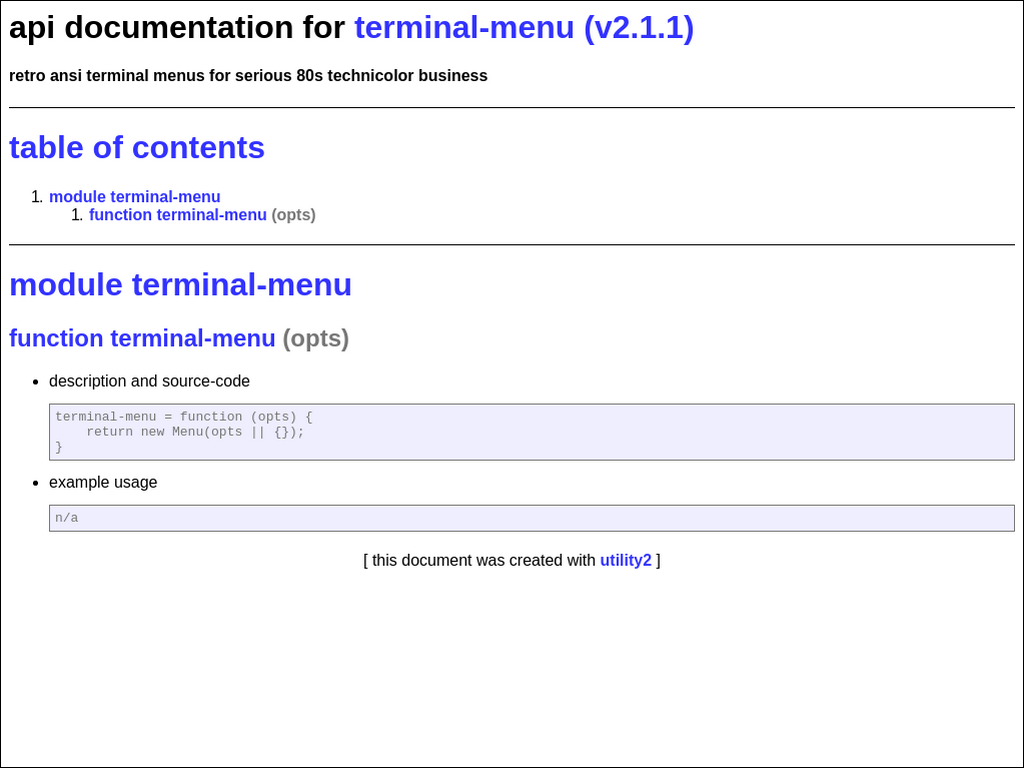 api documentation for terminal-menu (v2.1.1)
retro ansi terminal menus for serious 80s technicolor business
table of contents
1. module terminal-menu
1. function terminal-menu (opts)
module terminal-menu
function terminal-menu (opts)
• description and source-code
terminal-menu = function (opts) {
    return new Menu(opts || {});
}
• example usage
n/a
[ this document was created with utility2 ]